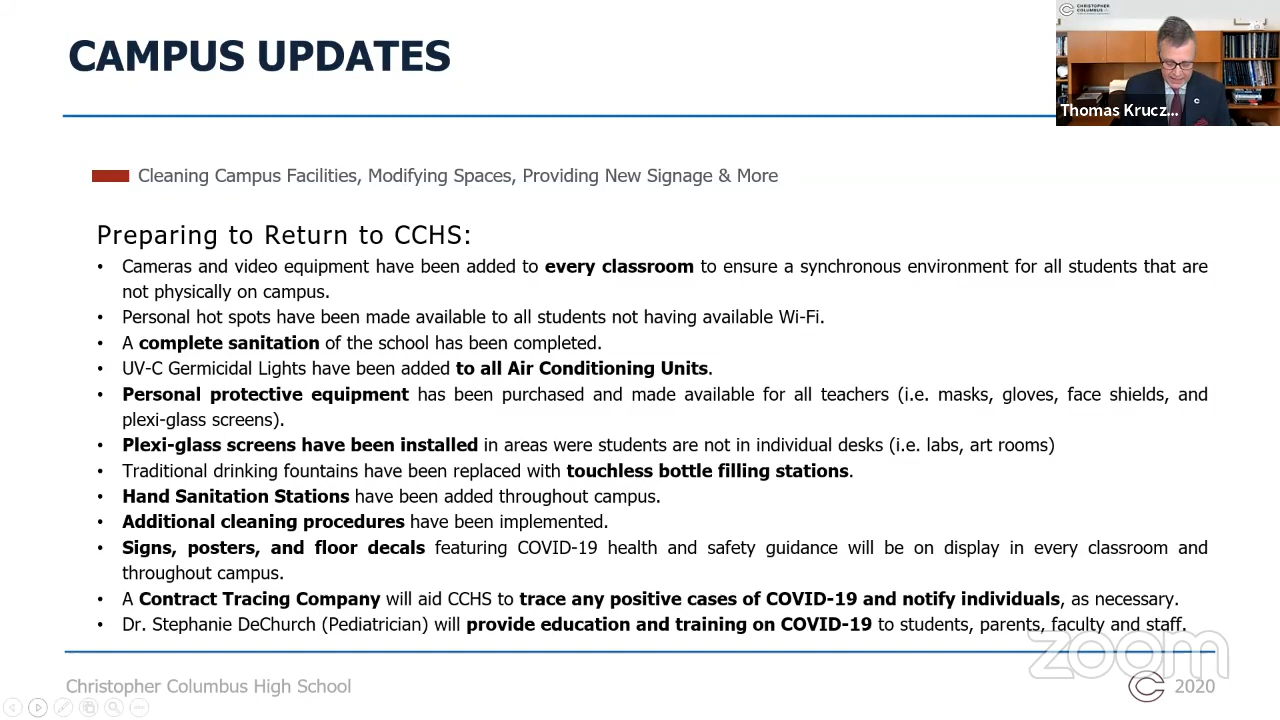 CAMPUS UPDATES
CHRISTOPHER
COLUMBUS
Thomas Krucz...
Cleaning Campus Facilities, Modifying Spaces, Providing New Signage & More
Preparing to Return to CCHS:
• Cameras and video equipment have been added to every classroom to ensure a synchronous environment for all students that are
not physically on campus.
• Personal hot spots have been made available to all students not having available Wi-Fi.
• A complete sanitation of the school has been completed.
• UV-C Germicidal Lights have been added to all Air Conditioning Units.
• Personal protective equipment has been purchased and made available for all teachers (i.e. masks, gloves, face shields, and
plexi-glass screens).
• Plexi-glass screens have been installed in areas were students are not in individual desks (i.e. labs, art rooms)
• Traditional drinking fountains have been replaced with touchless bottle filling stations.
• Hand Sanitation Stations have been added throughout campus.
• Additional cleaning procedures have been implemented.
• Signs, posters, and floor decals featuring COVID-19 health and safety guidance will be on display in every classroom and
throughout campus.
• A Contract Tracing Company will aid CCHS to trace any positive cases of COVID-19 and notify individuals, as necessary.
• Dr. Stephanie DeChurch (Pediatrician) will provide education and training on COVID-19 to students, parents, faculty and staff.
zoom
Christopher Columbus High School
2020